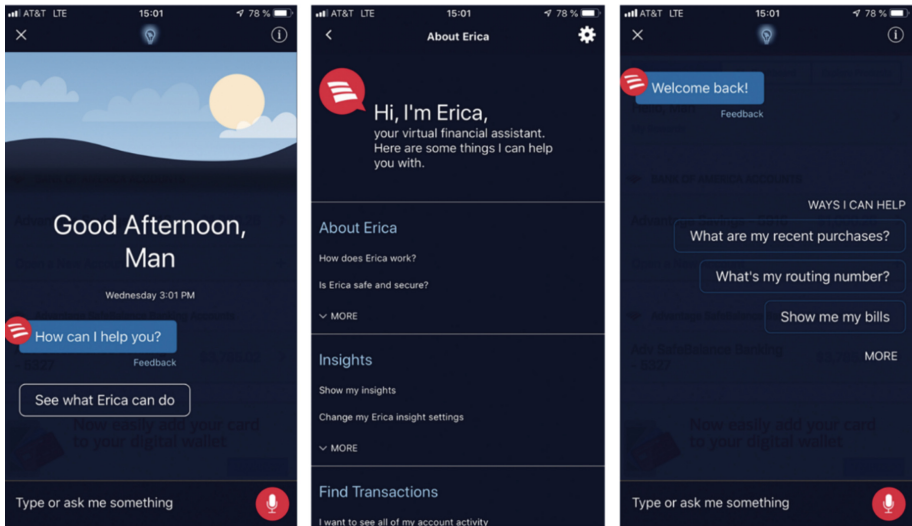 AT&T LTE 15:01 78 %
Good Afternoon,
Man
Wednesday 3:01 PM
How can I help you?
Feedback
See what Erica can do
Now easily add your card
to your digital wallet
Type or ask me something
AT&T LTE 15:01 78 %
About Erica
Hi, I'm Erica,
your virtual financial assistant.
Here are some things I can help
you with.
About Erica
How does Erica work?
Is Erica safe and secure?
MORE
Insights
Show my insights
Change my Erica insight settings
MORE
Find Transactions
I want to see all of my account activity
AT&T LTE 15:01 78 %
Welcome back!
Feedback
BANK OF AMERICA ACCOUNTS
WAYS I CAN HELP
What are my recent purchases?
What's my routing number?
Show me my bills
MORE
Now easily add your card
to your digital wallet
Type or ask me something